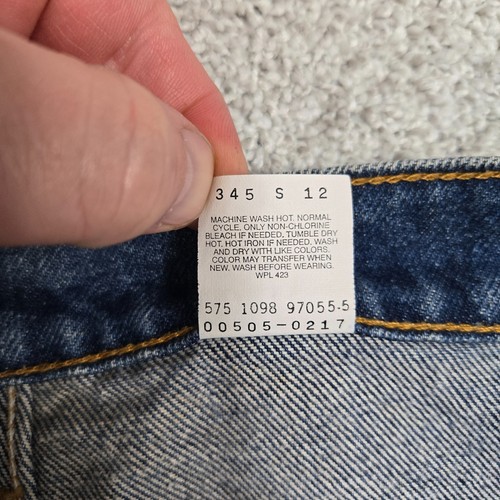 345 S 12
MACHINE WASH HOT. NORMAL
CYCLE. ONLY NON-CHLORINE
BLEACH IF NEEDED. TUMBLE DRY
HOT. HOT IRON IF NEEDED. WASH
AND DRY WITH LIKE COLORS.
COLOR MAY TRANSFER WHEN
NEW. WASH BEFORE WEARING.
WPL 423
575 1098 97055-5
00505-0217